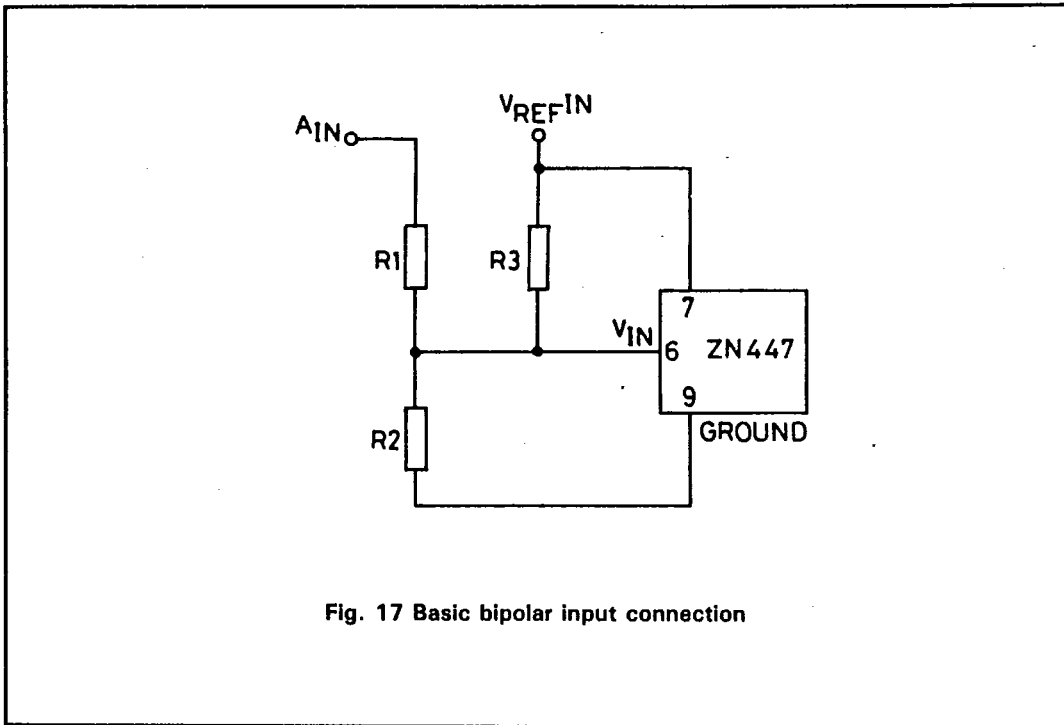 AIN
VREFIN
R1
R3
7
VIN
6 ZN447
9
R2
GROUND
Fig. 17 Basic bipolar input connection